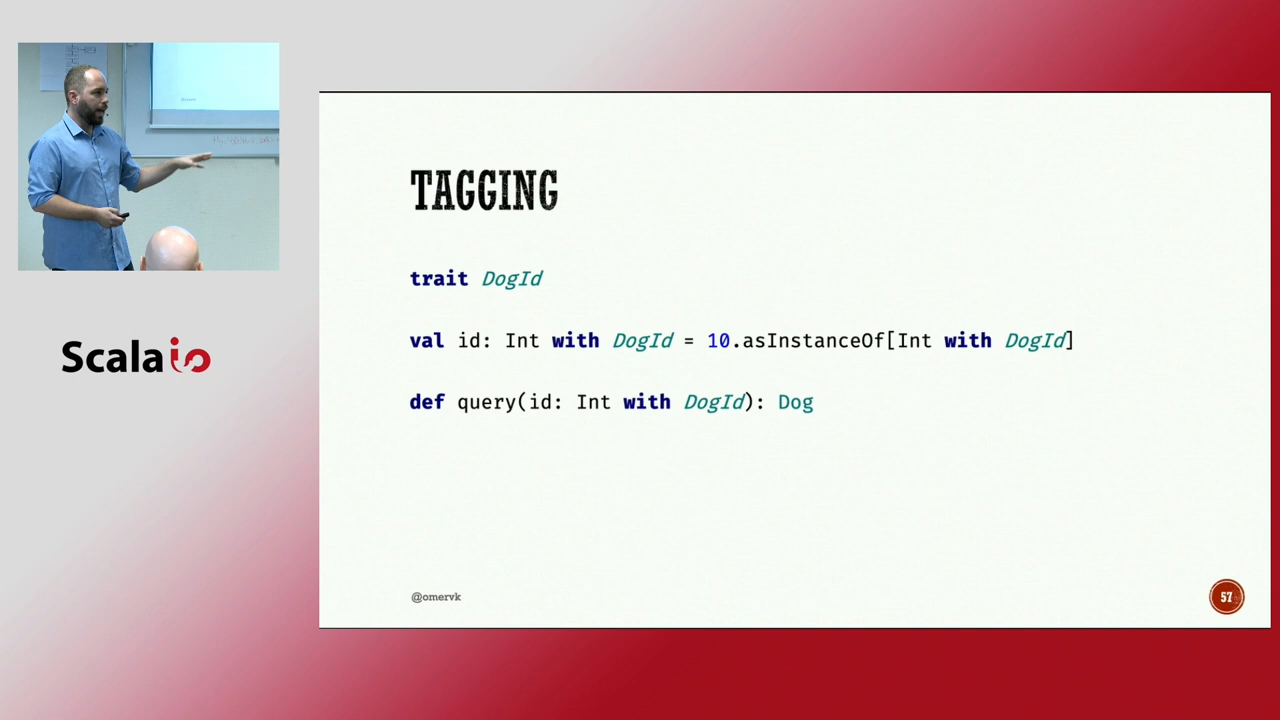 TAGGING
trait DogId
val id: Int with DogId = 10.asInstanceOf[Int with DogId]
def query(id: Int with DogId): Dog
@omervk
57
Scala io